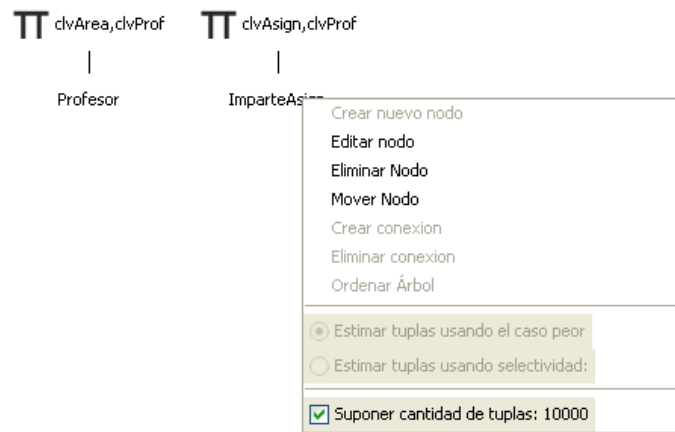 π clvArea,clvProf
π clvAsign,clvProf
Profesor
ImparteAsign
Crear nuevo nodo
Editar nodo
Eliminar Nodo
Mover Nodo
Crear conexion
Eliminar conexion
Ordenar Árbol
Estimar tuplas usando el caso peor
Estimar tuplas usando selectividad:
Suponer cantidad de tuplas: 10000